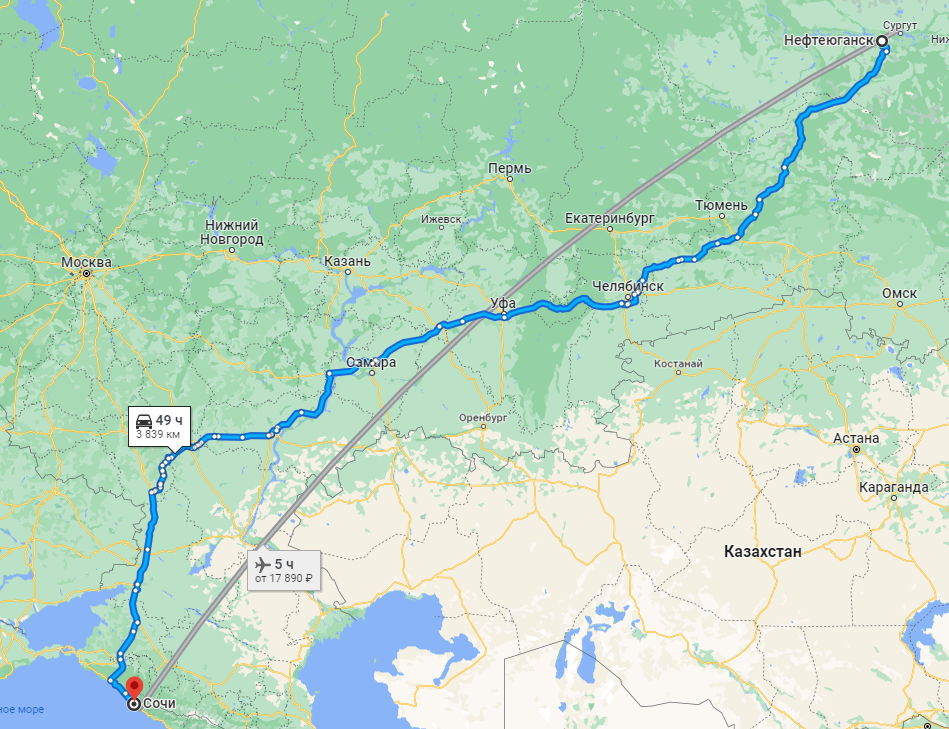 Сургут
Нефтеюганск
Ниж
Пермь
Тюмень
Ижевск
Екатеринбург
Нижний
Новгород
Москва
Казань
Челябинск
Омск
Уфа
Самара
Костанай
49 ч
3 839 км
Оренбург
Астана
Караганда
Казахстан
5 ч
от 17 890 ₽
Сочи
ное море